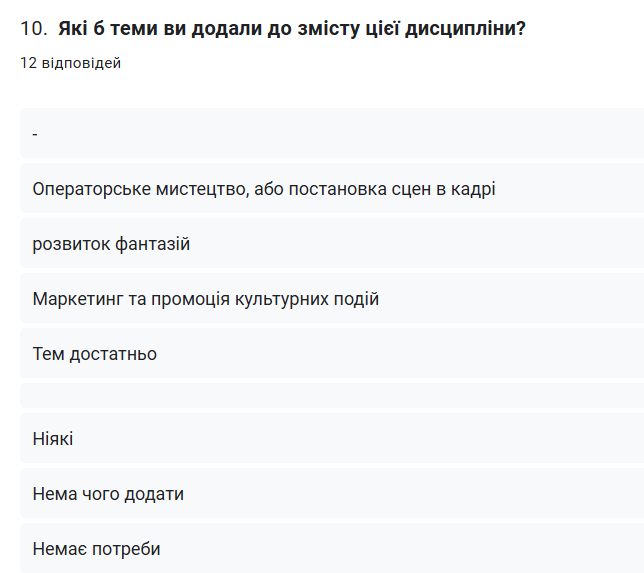 10. Які б теми ви додали до змісту цієї дисципліни?
12 відповідей
-
Операторське мистецтво, або постановка сцен в кадрі
розвиток фантазій
Маркетинг та промоція культурних подій
Тем достатньо
Ніякі
Нема чого додати
Немає потреби